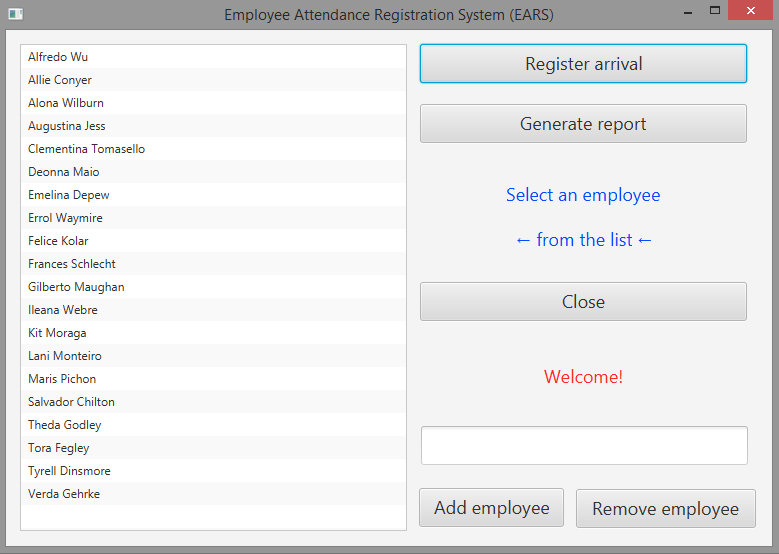 Employee Attendance Registration System (EARS)
Alfredo Wu
Allie Conyer
Alona Wilburn
Augustina Jess
Clementina Tomasello
Deonna Maio
Emelina Depew
Errol Waymire
Felice Kolar
Frances Schlecht
Gilberto Maughan
Ileana Webre
Kit Moraga
Lani Monteiro
Maris Pichon
Salvador Chilton
Theda Godley
Tora Fegley
Tyrell Dinsmore
Verda Gehrke
Register arrival
Generate report
Select an employee
← from the list ←
Close
Welcome!
Add employee
Remove employee